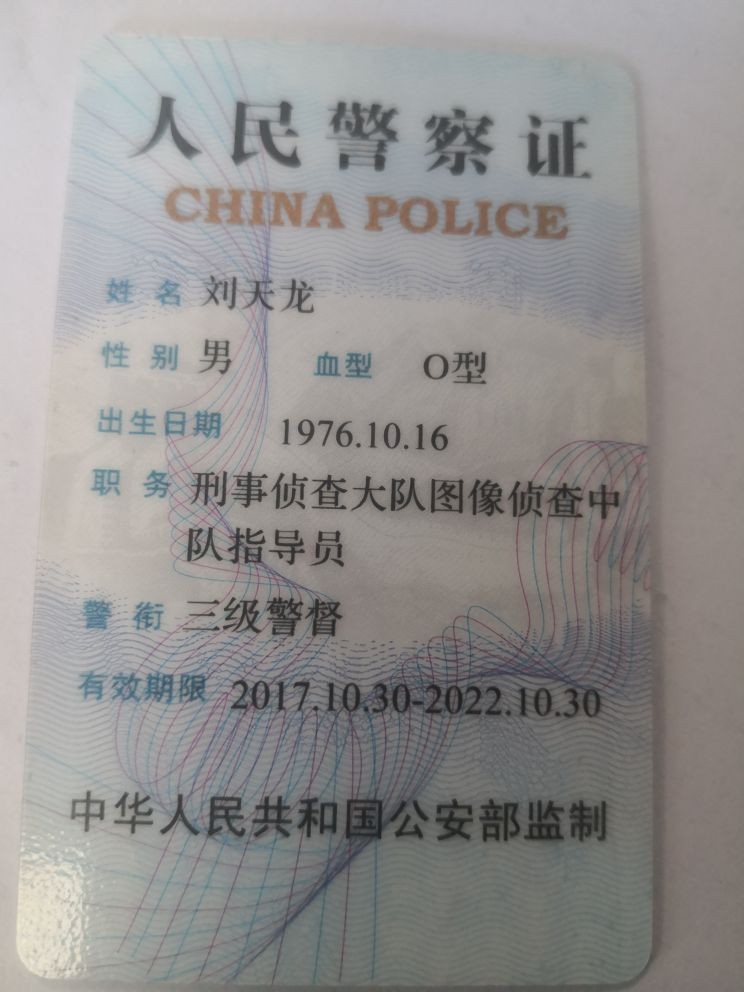 人民警察证
CHINA POLICE
姓 名 刘天龙
性 别 男 血型 O型
出生日期 1976.10.16
职 务 刑事侦查大队图像侦查中
队指导员
警 衔 三级警督
有效期限 2017.10.30-2022.10.30
中华人民共和国公安部监制